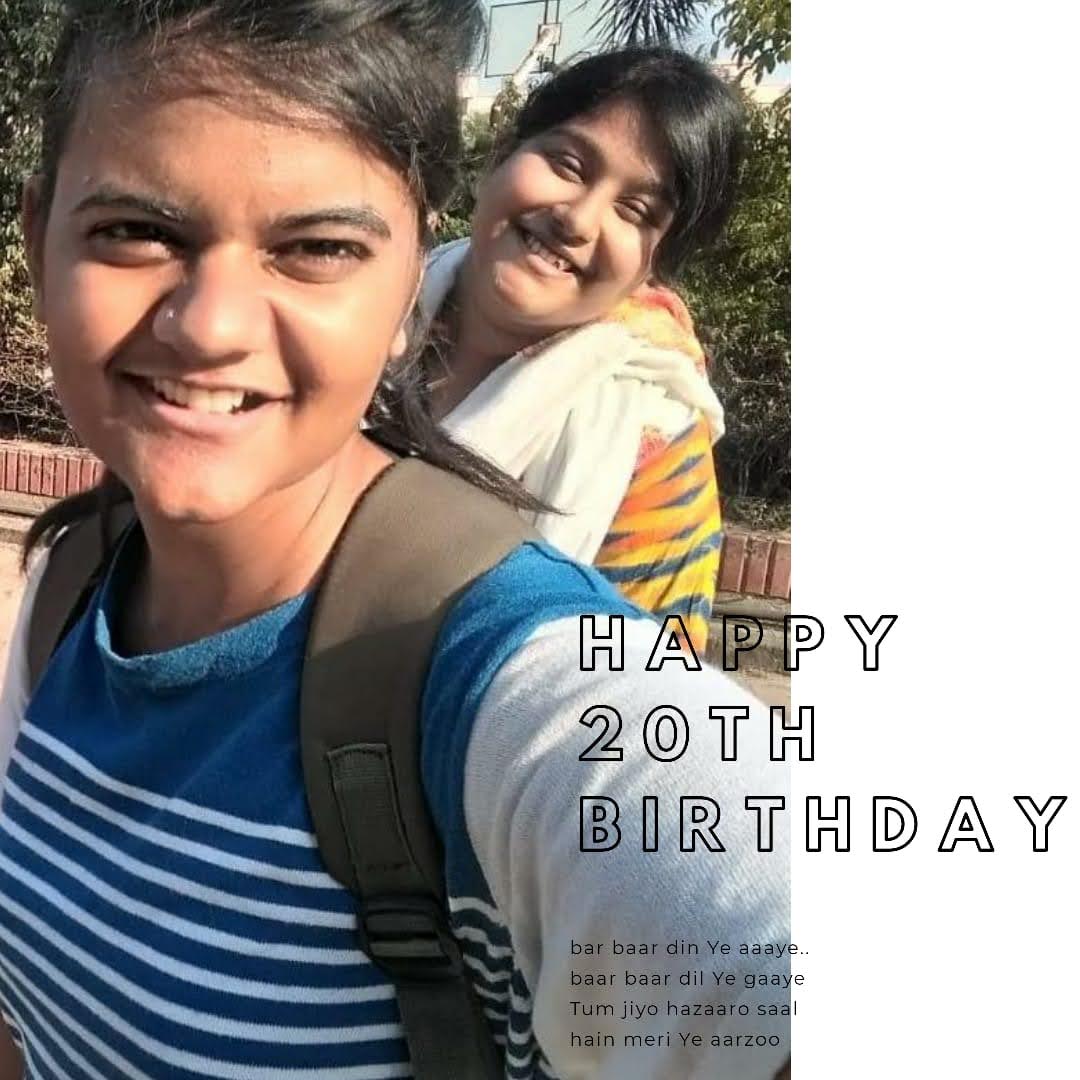 HAPPY
20TH
BIRTHDAY
bar baar din Ye aaaye..
baar baar dil Ye gaaye
Tum jiyo hazaaro saal
hain meri Ye aarzoo